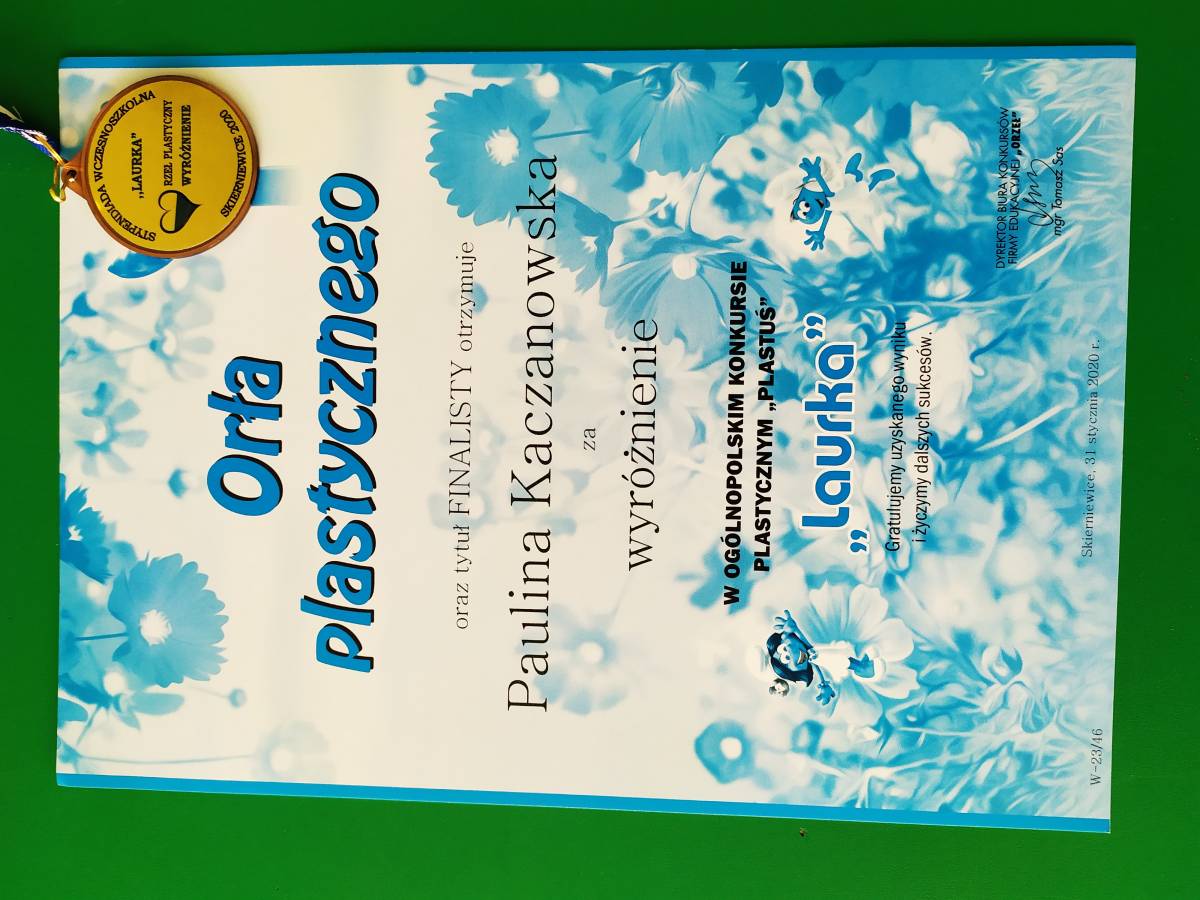 STYPENDIADA WCZESNOSZKOLNA
„LAURKA”
RZEŁ PLASTYCZNY
WYRÓŻNIENIE
SKIERNIEWICE 2020
Orła
plastycznego
oraz tytuł FINALISTY otrzymuje
Paulina Kaczanowska
za
wyróżnienie
W OGÓLNOPOLSKIM KONKURSIE
PLASTYCZNYM „PLASTUŚ”
„Laurka”
Gratulujemy uzyskanego wyniku
i życzymy dalszych sukcesów.
DYREKTOR BIURA KONKURSÓW
FIRMY EDUKACYJNEJ „ORZEŁ”
mgr Tomasz Sas
W-23/46
Skierniewice, 31 stycznia 2020 r.